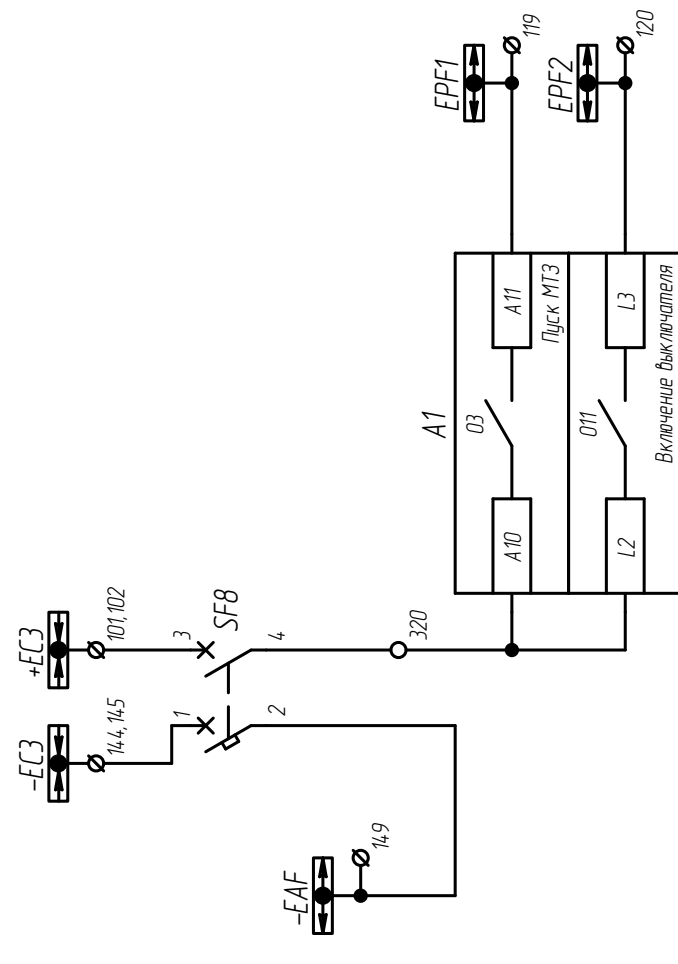 -EC3
+EC3
144,145
101,102
1
3
SF8
2
4
-EAF
149
320
A1
A10
O3
A11
Пуск МТЗ
L2
O11
L3
Включение выключателя
EPF1
119
EPF2
120